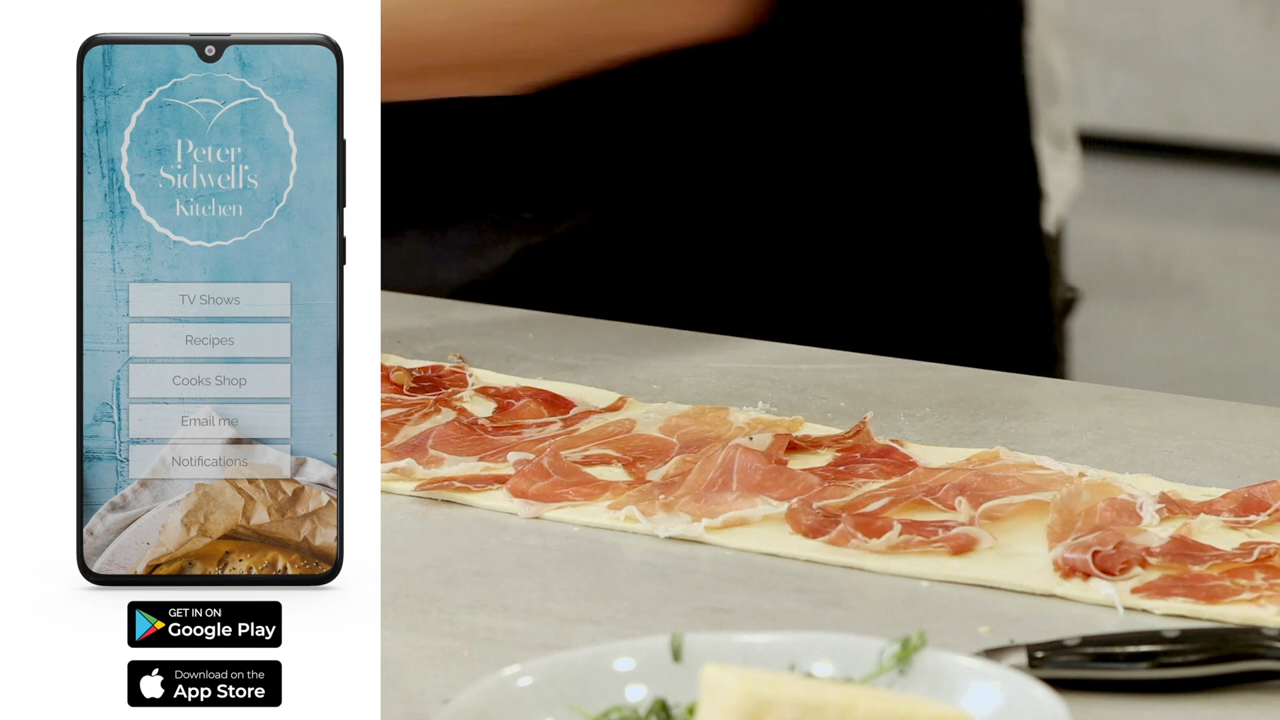 Peter
Sidwell's
Kitchen
TV Shows
Recipes
Cooks Shop
Email me
Notifications
GET IN ON
Google Play
Download on the
App Store